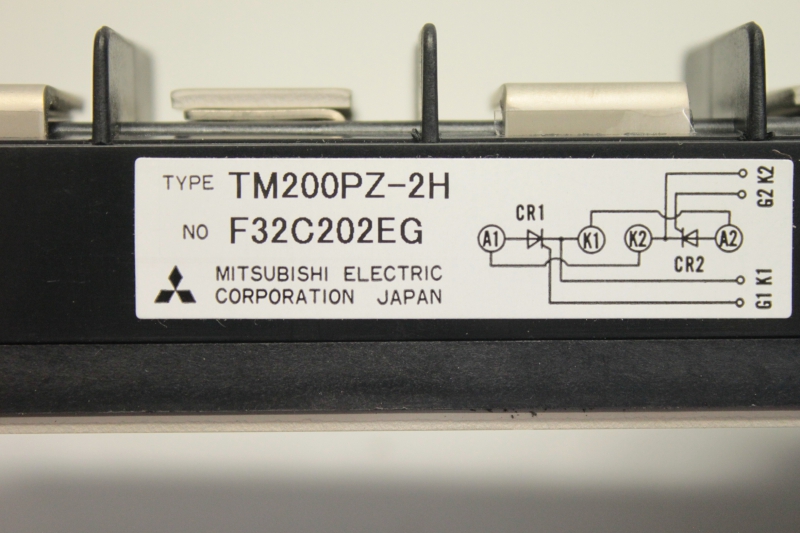 TYPE TM200PZ-2H
NO F32C202EG
MITSUBISHI ELECTRIC
CORPORATION JAPAN
K2
G2
CR1
A1 K1 K2 A2
CR2
K1
G1